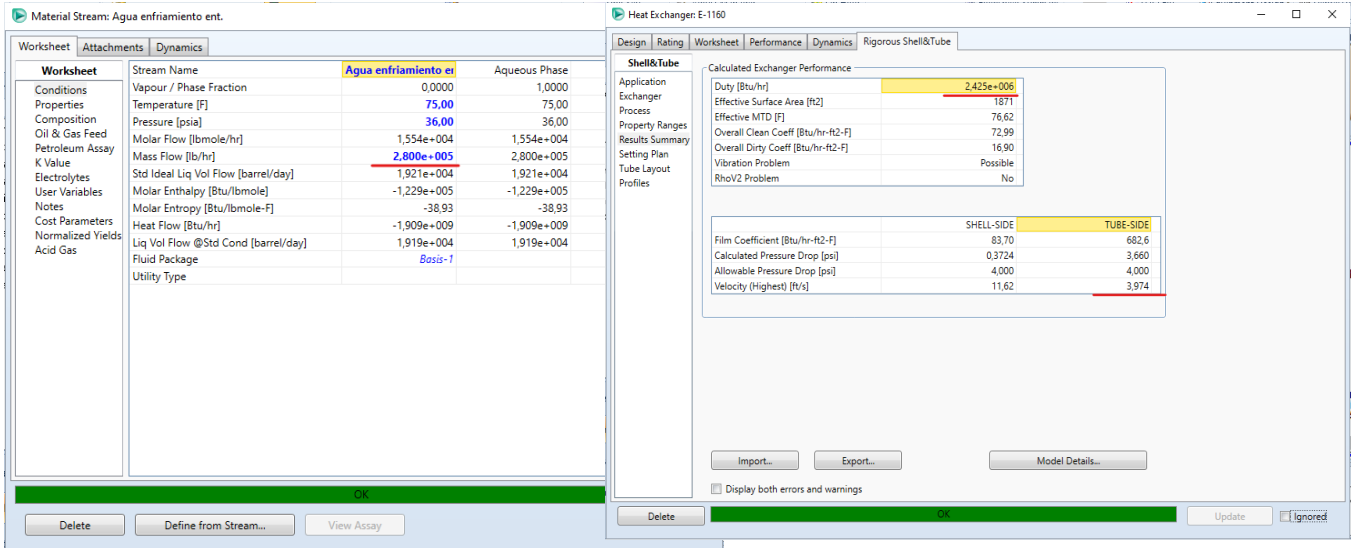 Material Stream: Agua enfriamiento ent.
Worksheet Attachments Dynamics
Worksheet
Conditions
Properties
Composition
Oil & Gas Feed
Petroleum Assay
K Value
Electrolytes
User Variables
Notes
Cost Parameters
Normalized Yields
Acid Gas
Stream Name Agua enfriamiento er Aqueous Phase
Vapour / Phase Fraction 0,0000 1,0000
Temperature [F] 75,00 75,00
Pressure [psia] 36,00 36,00
Molar Flow [lbmole/hr] 1,554e+004 1,554e+004
Mass Flow [lb/hr] 2,800e+005 2,800e+005
Std Ideal Liq Vol Flow [barrel/day] 1,921e+004 1,921e+004
Molar Enthalpy [Btu/lbmole] -1,229e+005 -1,229e+005
Molar Entropy [Btu/lbmole-F] -38,93 -38,93
Heat Flow [Btu/hr] -1,909e+009 -1,909e+009
Liq Vol Flow @Std Cond [barrel/day] 1,919e+004 1,919e+004
Fluid Package Basis-1
Utility Type
OK
Delete Define from Stream... View Assay
Heat Exchanger: E-1160
Design Rating Worksheet Performance Dynamics Rigorous Shell&Tube
Shell&Tube
Application
Exchanger
Process
Property Ranges
Results Summary
Setting Plan
Tube Layout
Profiles
Calculated Exchanger Performance
Duty [Btu/hr] 2,425e+006
Effective Surface Area [ft2] 1871
Effective MTD [F] 76,62
Overall Clean Coeff [Btu/hr-ft2-F] 72,99
Overall Dirty Coeff [Btu/hr-ft2-F] 16,90
Vibration Problem Possible
RhoV2 Problem No
SHELL-SIDE TUBE-SIDE
Film Coefficient [Btu/hr-ft2-F] 83,70 682,6
Calculated Pressure Drop [psi] 0,3724 3,660
Allowable Pressure Drop [psi] 4,000 4,000
Velocity (Highest) [ft/s] 11,62 3,974
Import... Export... Model Details...
Display both errors and warnings
Delete OK Update Ignored